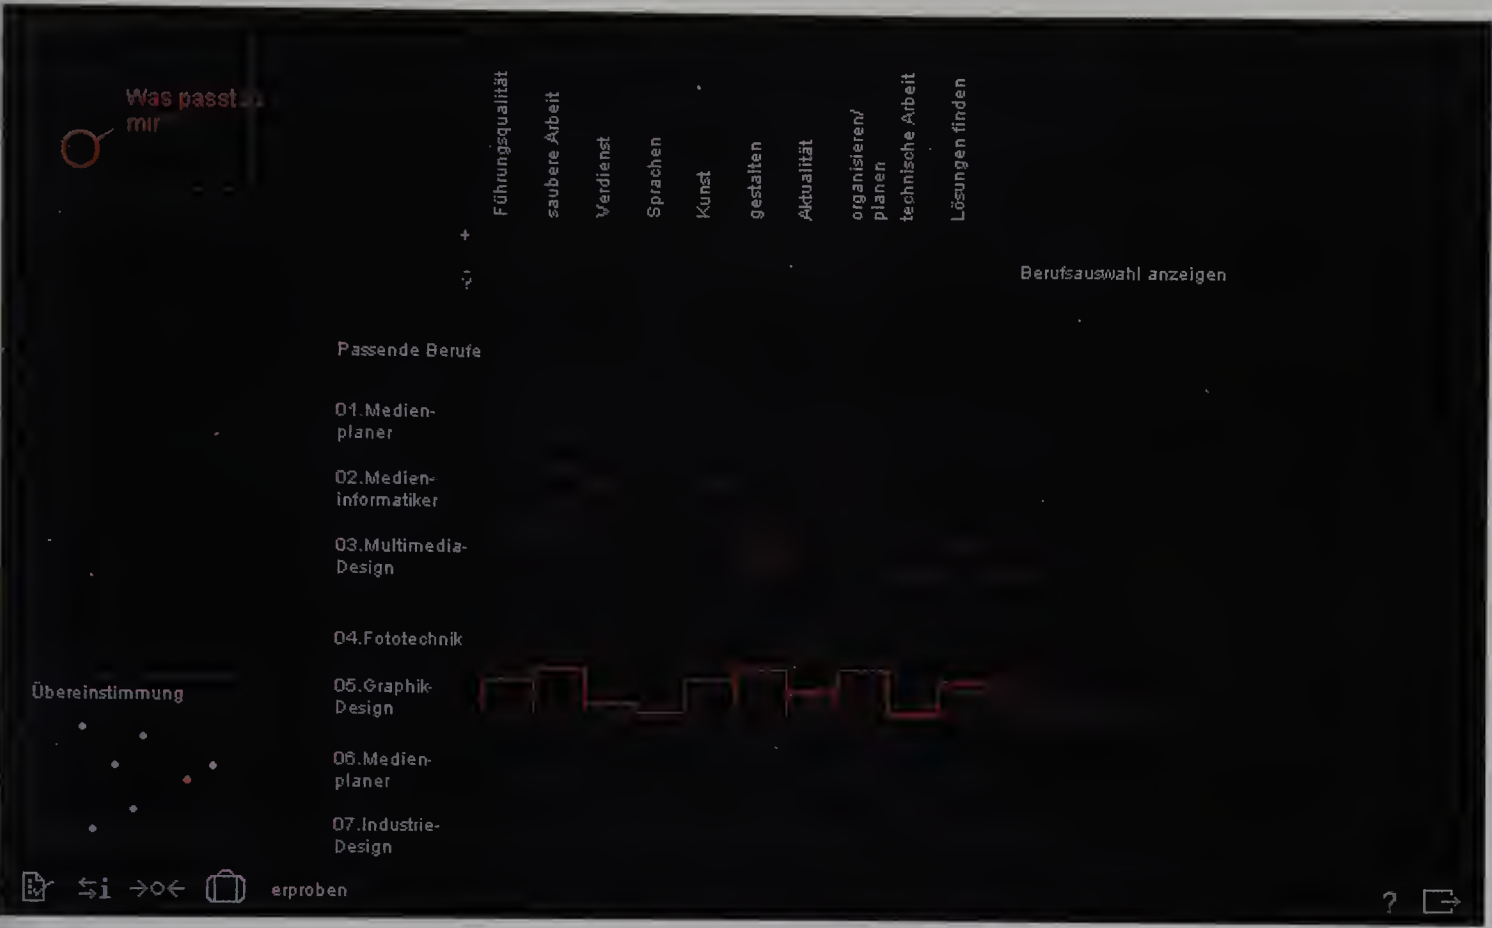 Was passt
mir
Führungsqualität
saubere Arbeit
Verdienst
Sprachen
Kunst
gestalten
Aktualität
organisieren/
planen
technische Arbeit
Lösungen finden
+
?
Berufsauswahl anzeigen
Passende Berufe
01.Medien-
planer
02.Medien-
informatiker
03.Multimedia-
Design
04.Fototechnik
05.Graphik-
Design
06.Medien-
planer
07.Industrie-
Design
Übereinstimmung
i
erproben
?